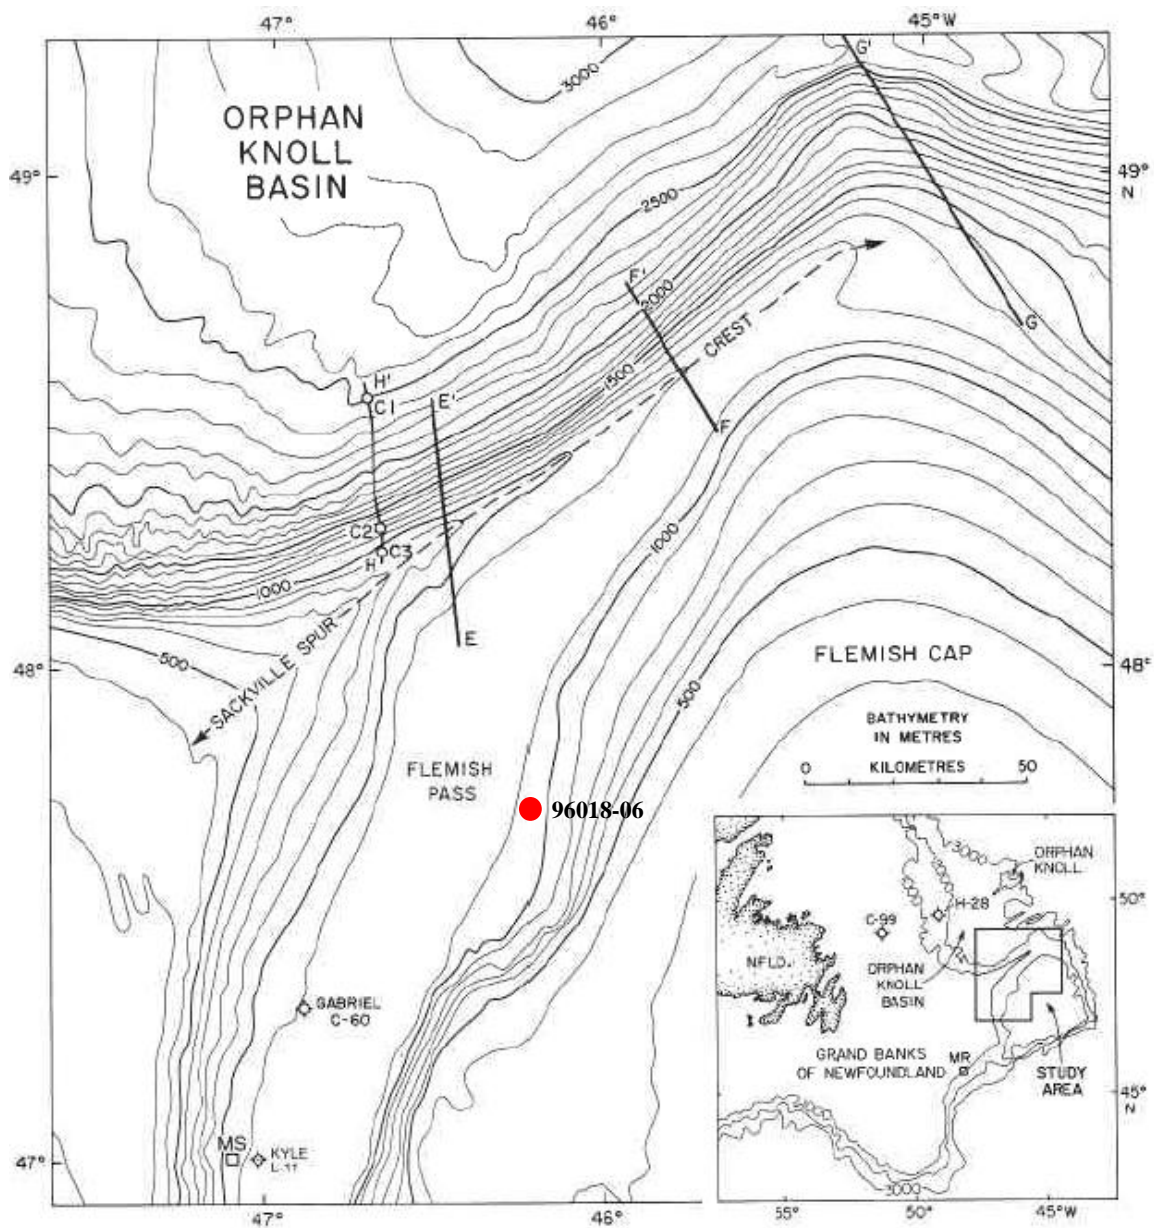 47°
46°
45°W
G'
3000
ORPHAN
KNOLL
BASIN
49°
49°
N
2500
F'
2000
CREST
G
1500
H'
C1
E'
F
C2
C3
H
1000
1000
E
SACKVILLE SPUR
500
48°
48°
FLEMISH CAP
500
BATHYMETRY
IN METRES
0 KILOMETRES 50
FLEMISH
PASS
96018-06
3000
ORPHAN
KNOLL
50°
H-28
C-99
NFLD.
ORPHAN
KNOLL
BASIN
GABRIEL
C-60
GRAND BANKS
OF NEWFOUNDLAND
MR
STUDY
AREA
45°
N
MS
KYLE
L-11
47°
3000
55°
50°
45°W
47°
46°